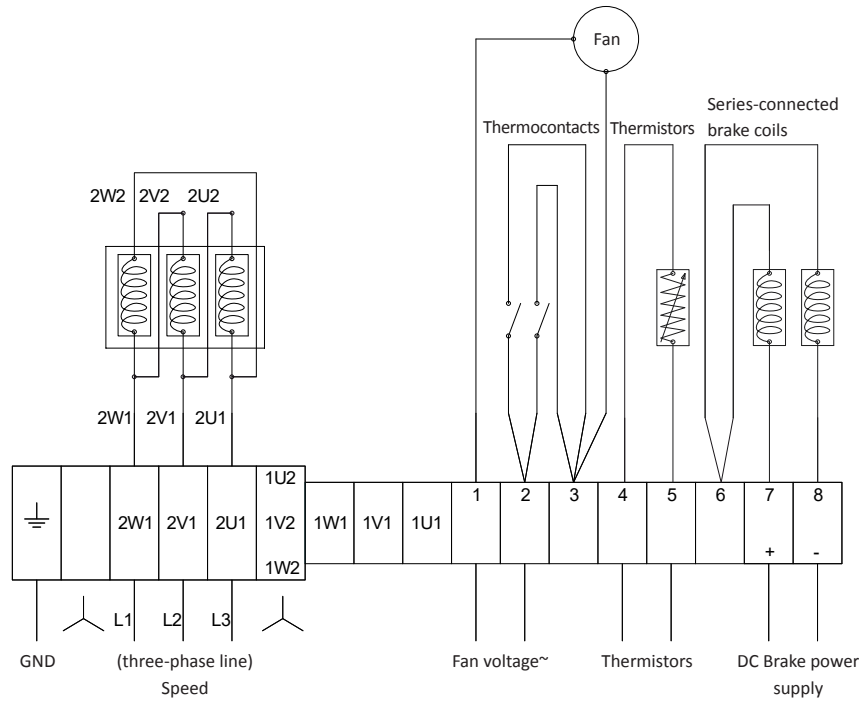 Fan
Series-connected
brake coils
Thermocontacts
Thermistors
2W2
2V2
2U2
2W1
2V1
2U1
1U2
1 2 3 4 5 6 7 8
2W1 2V1 2U1 1V2 1W1 1V1 1U1
+ -
1W2
L1 L2 L3
GND
(three-phase line)
Speed
Fan voltage~
Thermistors
DC Brake power
supply